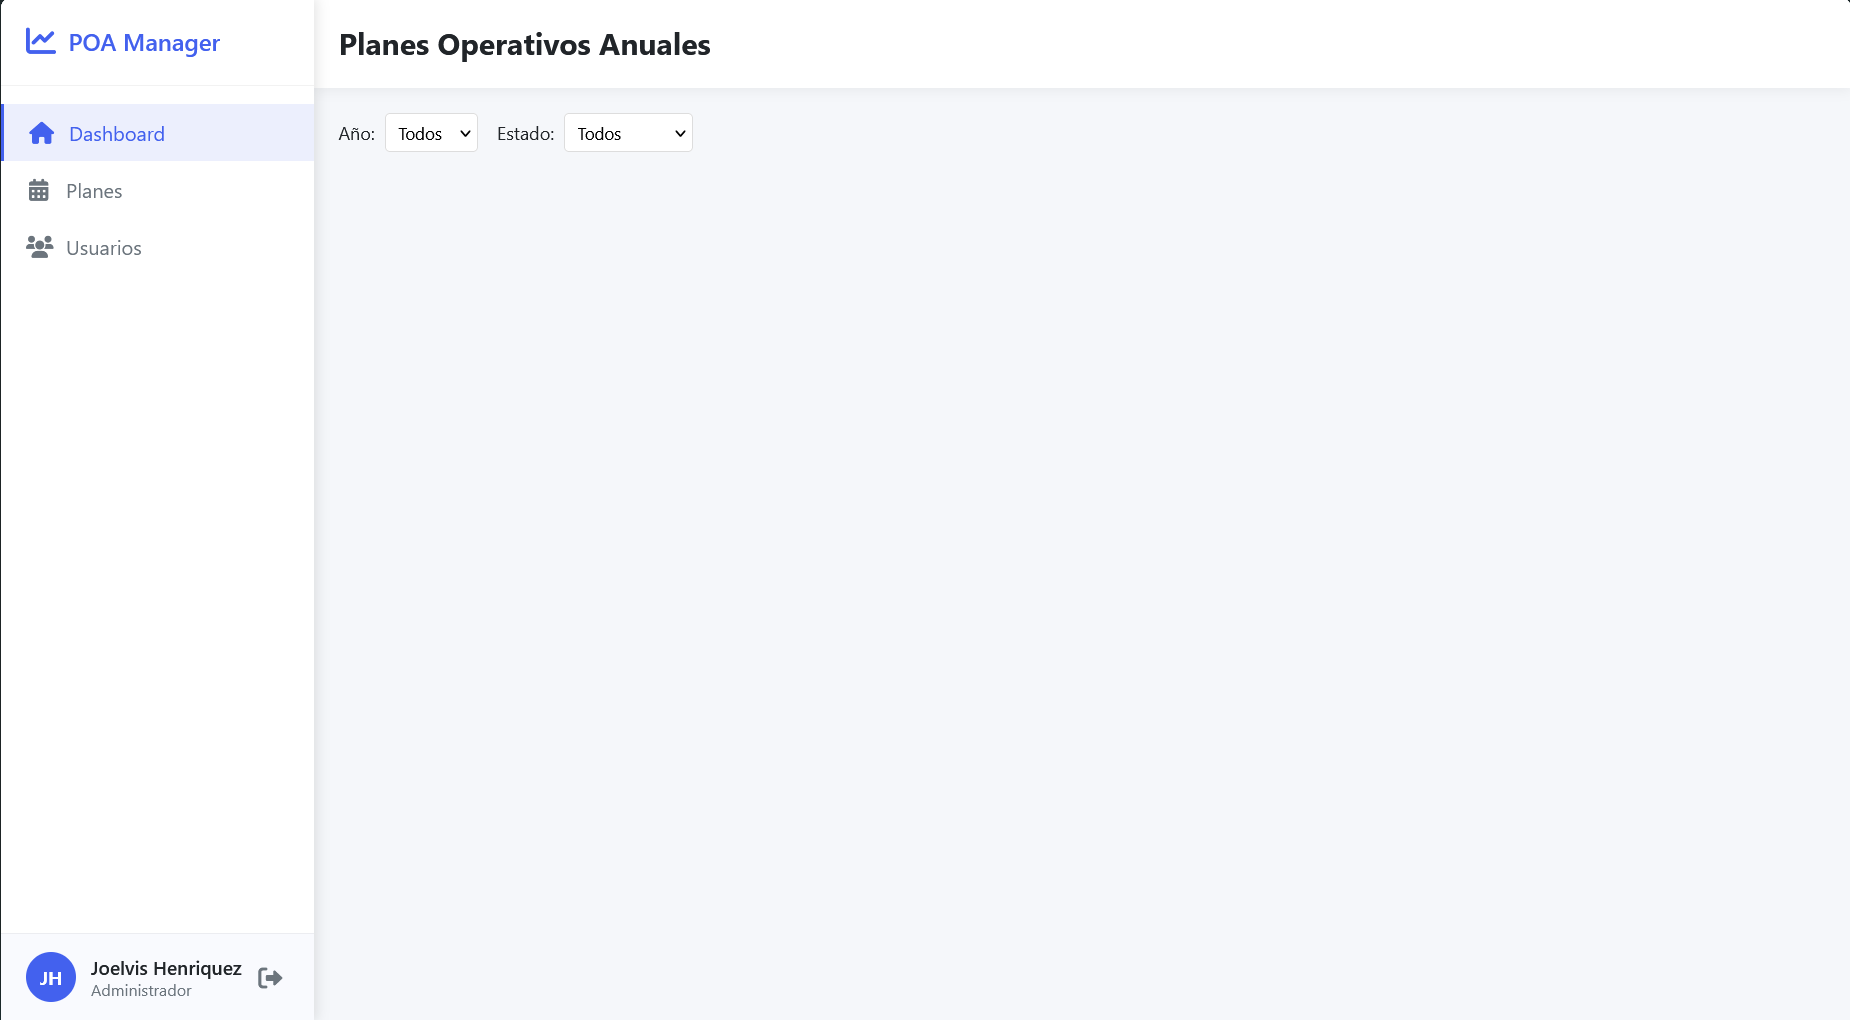 POA Manager
Dashboard
Planes
Usuarios
Joelvis Henriquez
JH
Administrador
Planes Operativos Anuales
Año: Todos Estado: Todos